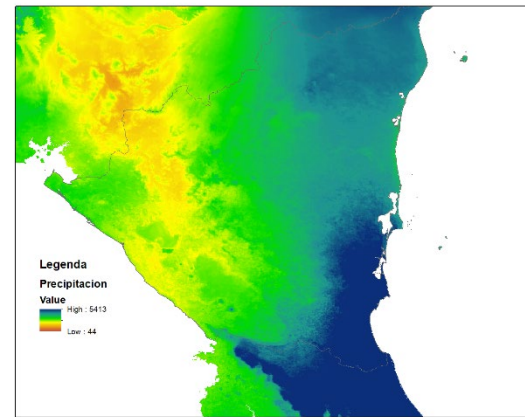 Legenda
Precipitacion
Value
High : 5413
Low : 44